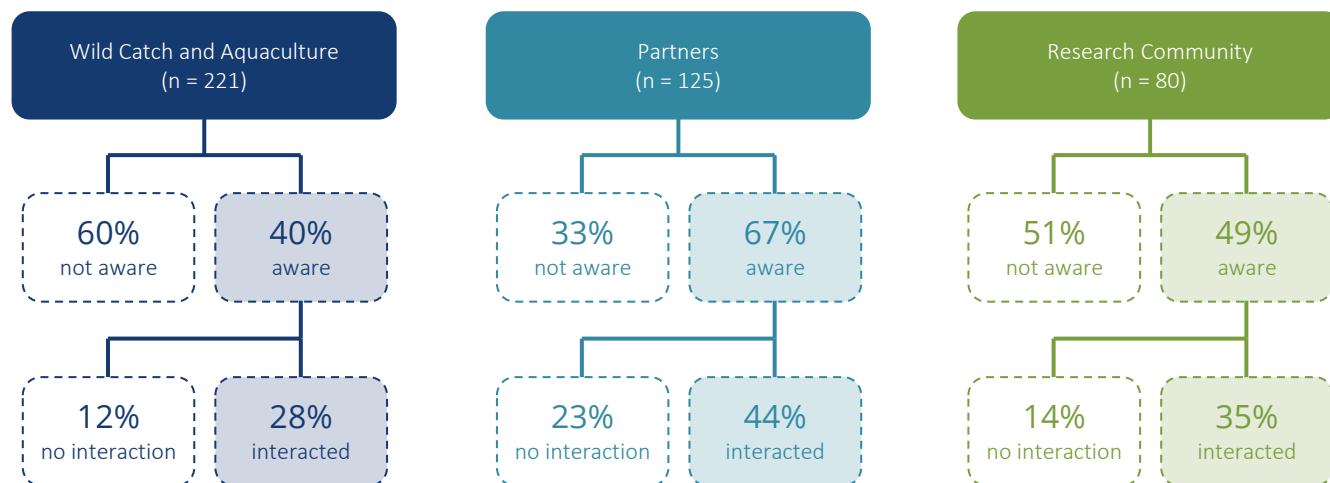 Wild Catch and Aquaculture
(n = 221)
Partners
(n = 125)
Research Community
(n = 80)
60%
not aware
40%
aware
33%
not aware
67%
aware
51%
not aware
49%
aware
12%
no interaction
28%
interacted
23%
no interaction
44%
interacted
14%
no interaction
35%
interacted